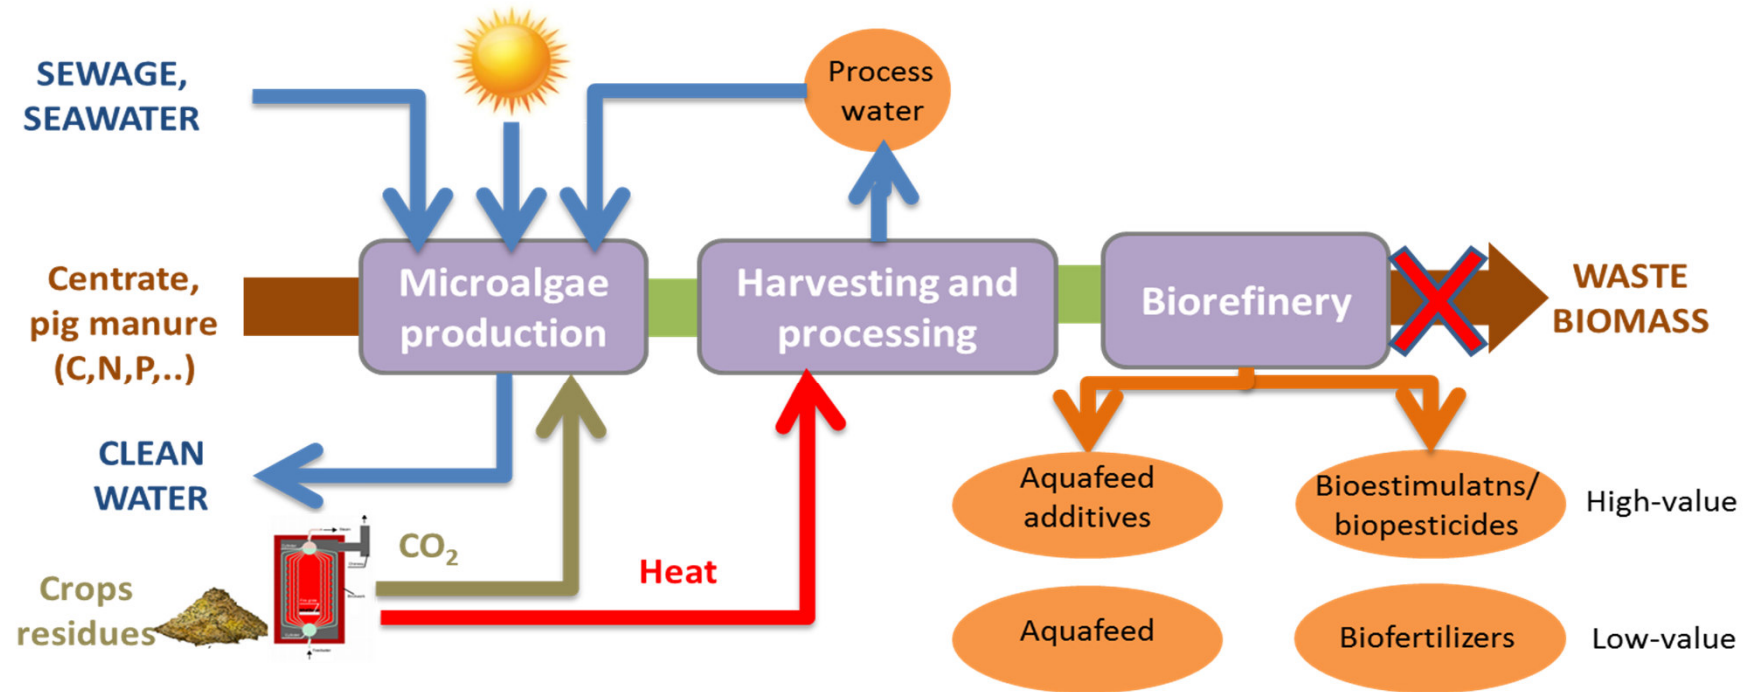 SEWAGE,
SEAWATER
Process
water
Centrate,
pig manure
(C,N,P,..)
Microalgae
production
Harvesting and
processing
Biorefinery
WASTE
BIOMASS
CLEAN
WATER
CO2
Heat
Crops
residues
Aquafeed
additives
Bioestimulatns/
biopesticides
High-value
Aquafeed
Biofertilizers
Low-value